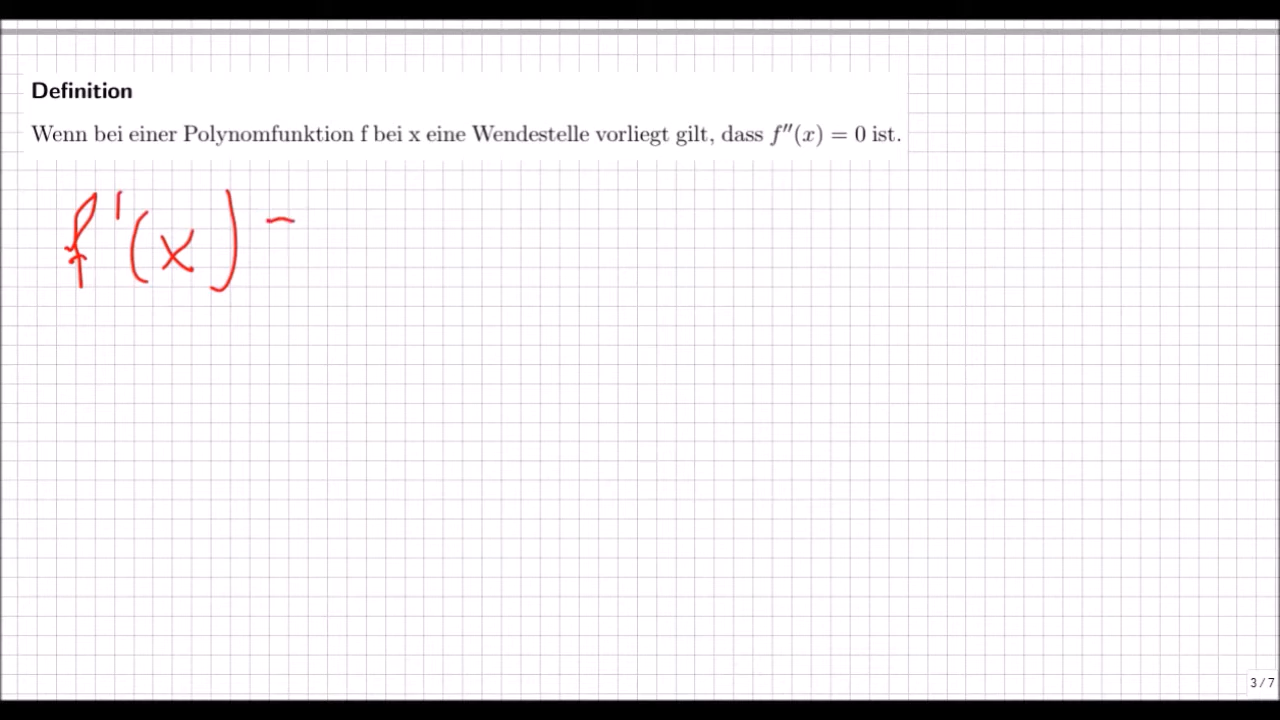 Definition
Wenn bei einer Polynomfunktion f bei x eine Wendestelle vorliegt gilt, dass f''(x) = 0 ist.
f'(x) -
3 / 7